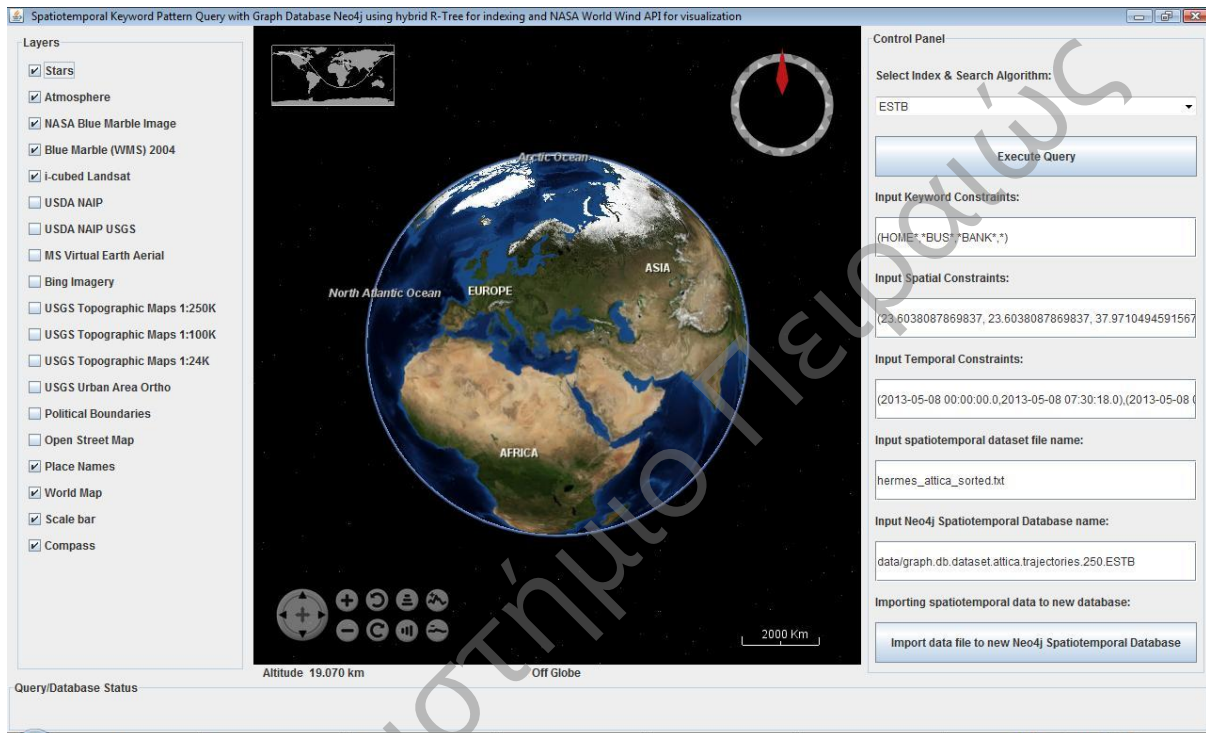 Spatiotemporal Keyword Pattern Query with Graph Database Neo4j using hybrid R-Tree for indexing and NASA World Wind API for visualization
Layers
Stars
Atmosphere
NASA Blue Marble Image
Blue Marble (WMS) 2004
i-cubed Landsat
USDA NAIP
USDA NAIP USGS
MS Virtual Earth Aerial
Bing Imagery
USGS Topographic Maps 1:250K
USGS Topographic Maps 1:100K
USGS Topographic Maps 1:24K
USGS Urban Area Ortho
Political Boundaries
Open Street Map
Place Names
World Map
Scale bar
Compass
Arctic Ocean
ASIA
North Atlantic Ocean
EUROPE
AFRICA
2000 Km
Altitude 19.070 km
Off Globe
Control Panel
Select Index & Search Algorithm:
ESTB
Execute Query
Input Keyword Constraints:
(HOME*,*BUS*,*BANK*,*)
Input Spatial Constraints:
(23.6038087869837, 23.6038087869837, 37.9710494591567
Input Temporal Constraints:
(2013-05-08 00:00:00.0,2013-05-08 07:30:18.0),(2013-05-08 0
Input spatiotemporal dataset file name:
hermes_attica_sorted.txt
Input Neo4j Spatiotemporal Database name:
data/graph.db.dataset.attica.trajectories.250.ESTB
Importing spatiotemporal data to new database:
Import data file to new Neo4j Spatiotemporal Database
Query/Database Status
Πειραιώς